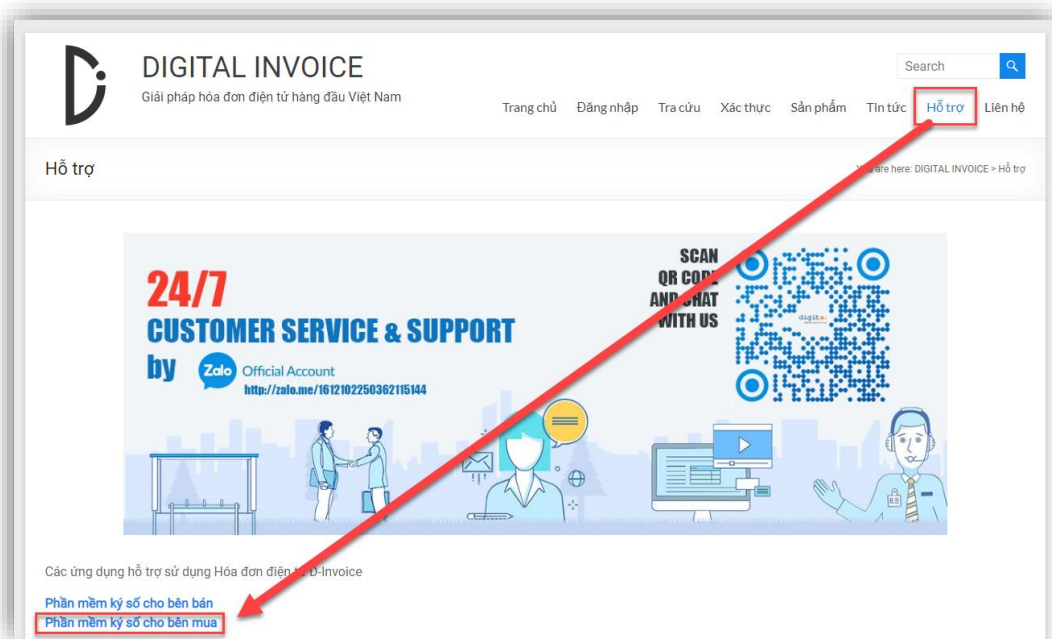 DIGITAL INVOICE
Giải pháp hóa đơn điện tử hàng đầu Việt Nam
Search
Trang chủ Đăng nhập Tra cứu Xác thực Sản phẩm Tin tức Hỗ trợ Liên hệ
Hỗ trợ
are here: DIGITAL INVOICE > Hỗ trợ
24/7
CUSTOMER SERVICE & SUPPORT
by Zalo Official Account
http://zalo.me/1612102250362115144
SCAN
QR CODE
AND CHAT
WITH US
digita.
Các ứng dụng hỗ trợ sử dụng Hóa đơn điện tử D-Invoice
Phần mềm ký số cho bên bán
Phần mềm ký số cho bên mua